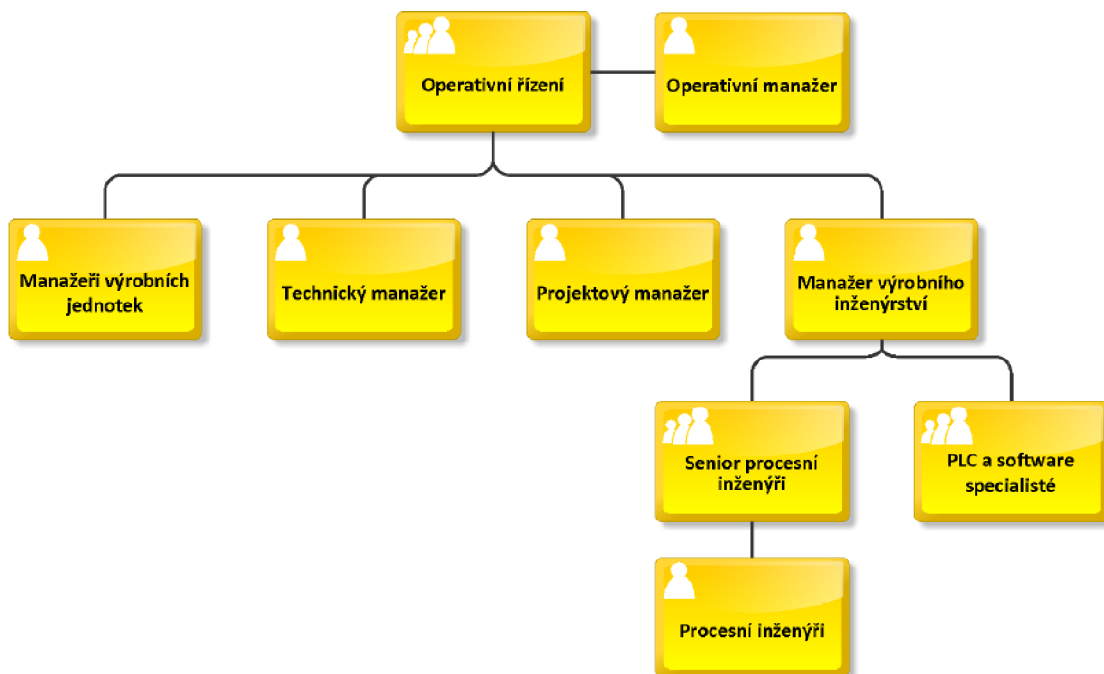 Operativní řízení
Operativní manažer
Manažeři výrobních
jednotek
Technický manažer
Projektový manažer
Manažer výrobního
inženýrství
Senior procesní
inženýři
PLC a software
specialisté
Procesní inženýři